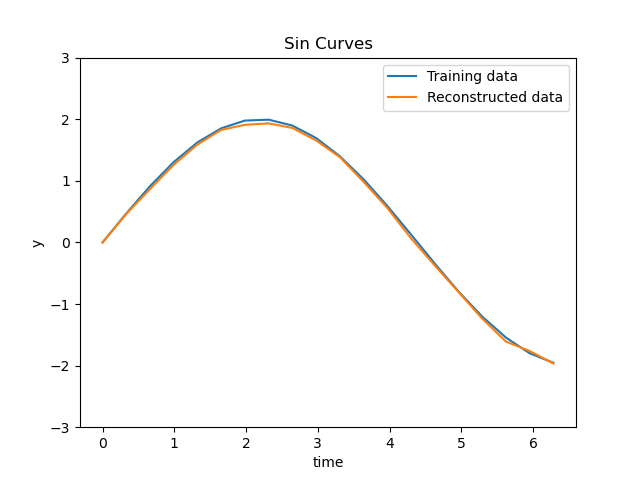 Sin Curves
Training data
Reconstructed data
3
2
1
0
−1
−2
−3
y
0 1 2 3 4 5 6
time